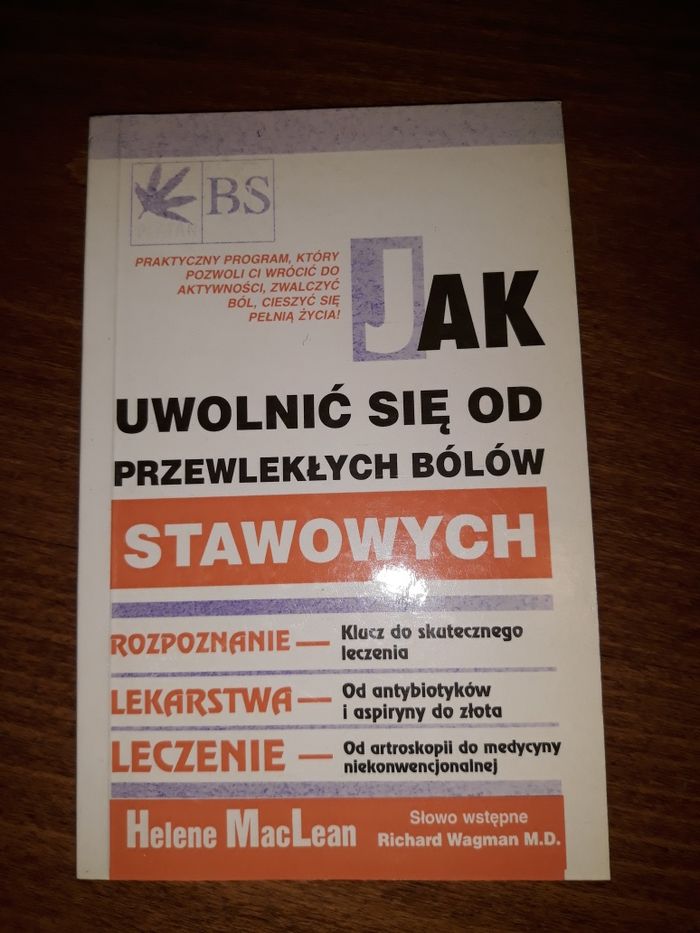 BS
PLATAN
PRAKTYCZNY PROGRAM, KTÓRY
POZWOLI CI WRÓCIĆ DO
AKTYWNOŚCI, ZWALCZYĆ
BÓL, CIESZYĆ SIĘ
PEŁNIĄ ŻYCIA!
JAK
UWOLNIĆ SIĘ OD
PRZEWLEKŁYCH BÓLÓW
STAWOWYCH
ROZPOZNANIE — Klucz do skutecznego
leczenia
LEKARSTWA — Od antybiotyków
i aspiryny do złota
LECZENIE — Od artroskopii do medycyny
niekonwencjonalnej
Helene MacLean
Słowo wstępne
Richard Wagman M.D.